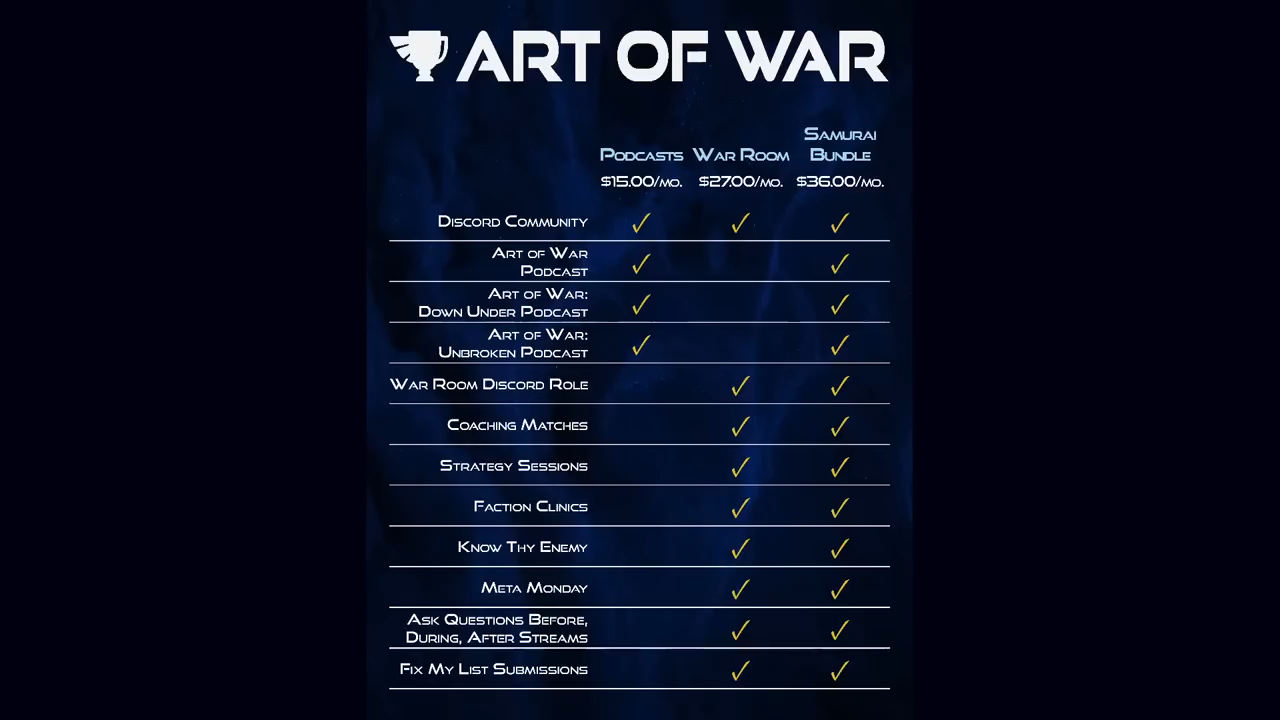 ART OF WAR
SAMURAI
PODCASTS WAR ROOM BUNDLE
$15.00/MO. $27.00/MO. $36.00/MO.
DISCORD COMMUNITY ✓ ✓ ✓
ART OF WAR
PODCAST ✓ ✓
ART OF WAR:
DOWN UNDER PODCAST ✓ ✓
ART OF WAR:
UNBROKEN PODCAST ✓ ✓
WAR ROOM DISCORD ROLE ✓ ✓
COACHING MATCHES ✓ ✓
STRATEGY SESSIONS ✓ ✓
FACTION CLINICS ✓ ✓
KNOW THY ENEMY ✓ ✓
META MONDAY ✓ ✓
ASK QUESTIONS BEFORE,
DURING, AFTER STREAMS ✓ ✓
FIX MY LIST SUBMISSIONS ✓ ✓